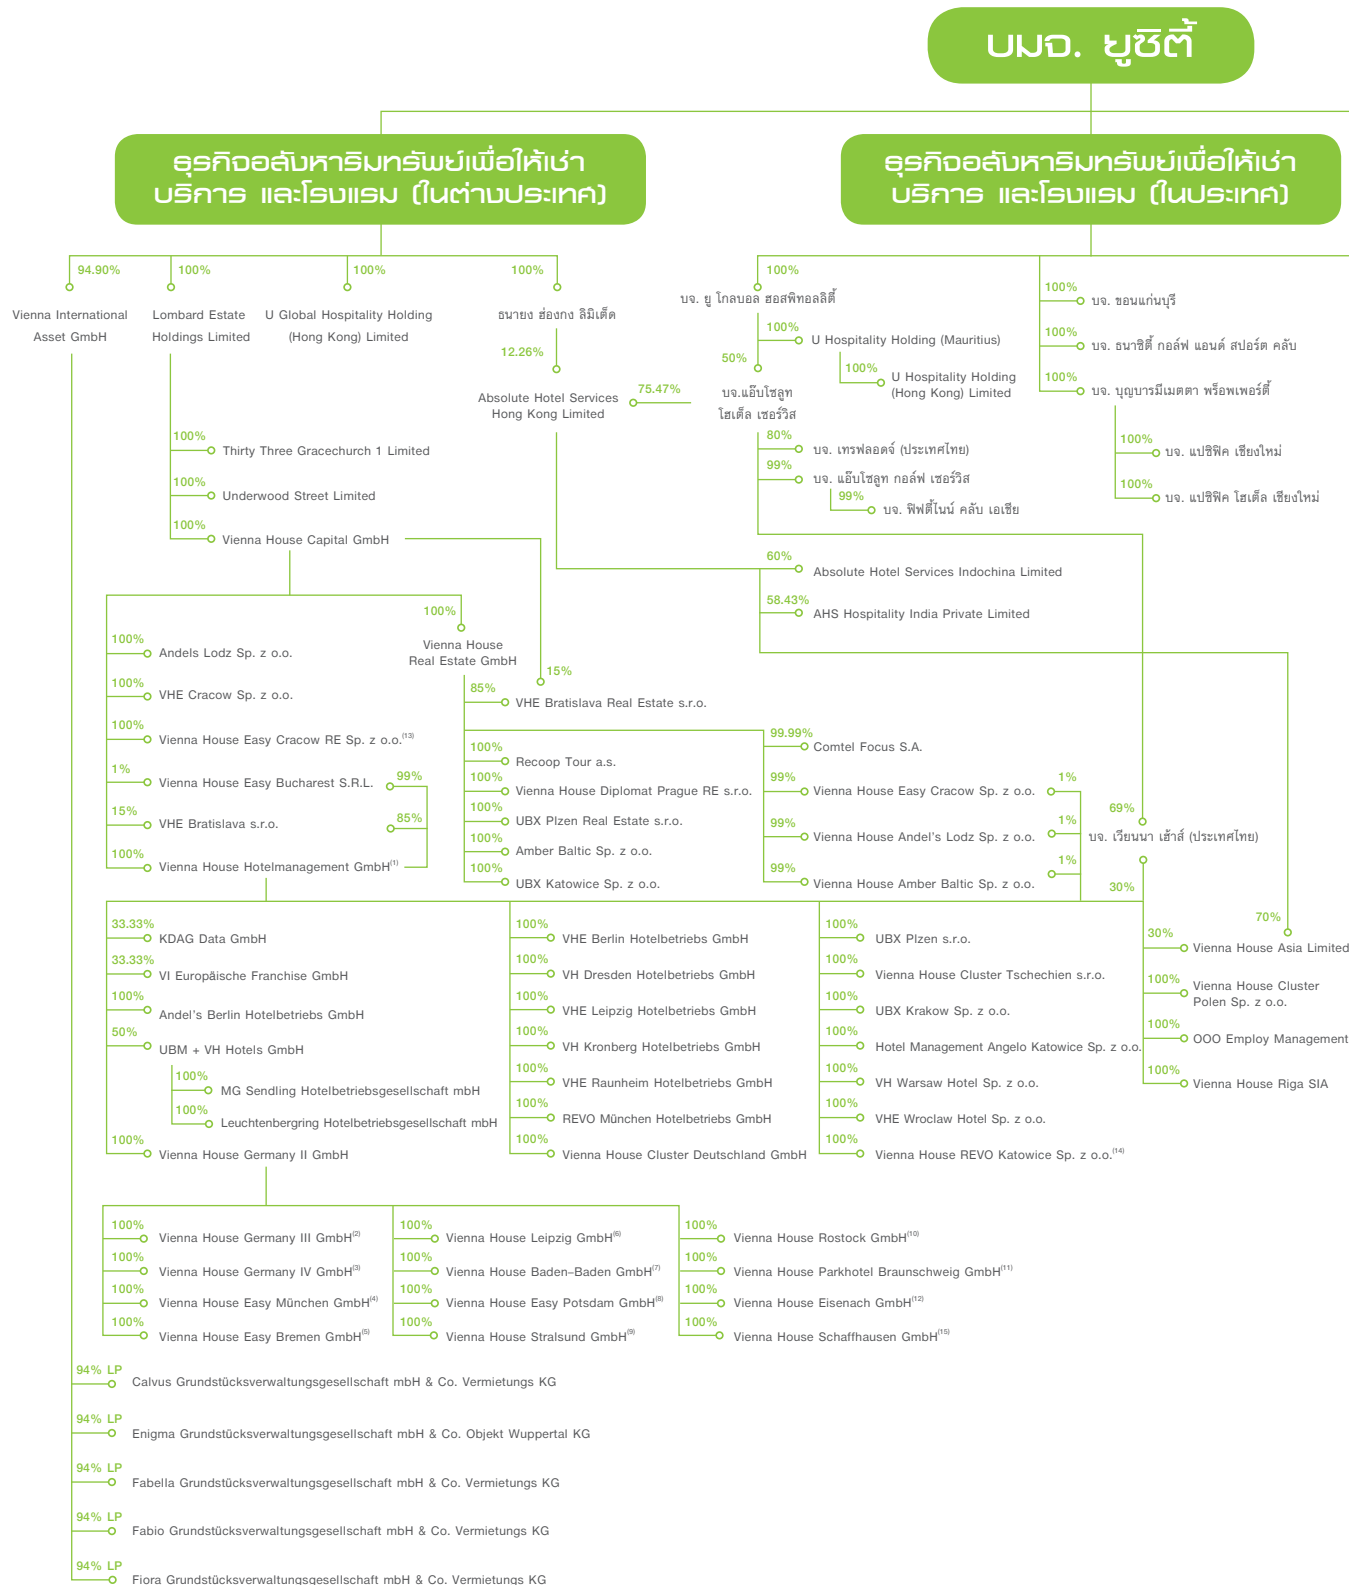 บมจ. ยูซิตี้
ธุรกิจอสังหาริมทรัพย์เพื่อให้เช่า
บริการ และโรงแรม (ในต่างประเทศ)
ธุรกิจอสังหาริมทรัพย์เพื่อให้เช่า
บริการ และโรงแรม (ในประเทศ)
94.90%
Vienna International
Asset GmbH
100%
Lombard Estate
Holdings Limited
100%
U Global Hospitality Holding
(Hong Kong) Limited
100%
ธนายง ฮ่องกง ลิมิเต็ด
12.26%
Absolute Hotel Services
Hong Kong Limited
75.47%
100%
บจ. ยู โกลบอล ฮอสพิทอลลิตี้
100%
U Hospitality Holding (Mauritius)
100%
U Hospitality Holding
(Hong Kong) Limited
50%
บจ.แอ๊บโซลูท
โฮเต็ล เซอร์วิส
80%
บจ. เทรฟลอดจ์ (ประเทศไทย)
99%
บจ. แอ๊บโซลูท กอล์ฟ เซอร์วิส
99%
บจ. ฟิฟตี้ไนน์ คลับ เอเชีย
100%
บจ. ขอนแก่นบุรี
100%
บจ. ธนาซิตี้ กอล์ฟ แอนด์ สปอร์ต คลับ
100%
บจ. บุญบารมีเมตตา พร็อพเพอร์ตี้
100%
บจ. แปซิฟิค เชียงใหม่
100%
บจ. แปซิฟิค โฮเต็ล เชียงใหม่
100%
Thirty Three Gracechurch 1 Limited
100%
Underwood Street Limited
100%
Vienna House Capital GmbH
60%
Absolute Hotel Services Indochina Limited
58.43%
AHS Hospitality India Private Limited
100%
Andels Lodz Sp. z o.o.
100%
VHE Cracow Sp. z o.o.
100%
Vienna House Easy Cracow RE Sp. z o.o.(13)
1%
Vienna House Easy Bucharest S.R.L.
99%
15%
VHE Bratislava s.r.o.
85%
100%
Vienna House Hotelmanagement GmbH(1)
100%
Vienna House
Real Estate GmbH
15%
85%
VHE Bratislava Real Estate s.r.o.
100%
Recoop Tour a.s.
100%
Vienna House Diplomat Prague RE s.r.o.
100%
UBX Plzen Real Estate s.r.o.
100%
Amber Baltic Sp. z o.o.
100%
UBX Katowice Sp. z o.o.
99.99%
Comtel Focus S.A.
99%
Vienna House Easy Cracow Sp. z o.o.
1%
99%
Vienna House Andel's Lodz Sp. z o.o.
1%
99%
Vienna House Amber Baltic Sp. z o.o.
1%
69%
บจ. เวียนนา เฮ้าส์ (ประเทศไทย)
30%
33.33%
KDAG Data GmbH
33.33%
VI Europäische Franchise GmbH
100%
Andel's Berlin Hotelbetriebs GmbH
50%
UBM + VH Hotels GmbH
100%
MG Sendling Hotelbetriebsgesellschaft mbH
100%
Leuchtenbergring Hotelbetriebsgesellschaft mbH
100%
Vienna House Germany II GmbH
100%
VHE Berlin Hotelbetriebs GmbH
100%
VH Dresden Hotelbetriebs GmbH
100%
VHE Leipzig Hotelbetriebs GmbH
100%
VH Kronberg Hotelbetriebs GmbH
100%
VHE Raunheim Hotelbetriebs GmbH
100%
REVO München Hotelbetriebs GmbH
100%
Vienna House Cluster Deutschland GmbH
100%
UBX Plzen s.r.o.
100%
Vienna House Cluster Tschechien s.r.o.
100%
UBX Krakow Sp. z o.o.
100%
Hotel Management Angelo Katowice Sp. z o.o.
100%
VH Warsaw Hotel Sp. z o.o.
100%
VHE Wroclaw Hotel Sp. z o.o.
100%
Vienna House REVO Katowice Sp. z o.o.(14)
70%
30%
Vienna House Asia Limited
100%
Vienna House Cluster
Polen Sp. z o.o.
100%
OOO Employ Management
100%
Vienna House Riga SIA
100%
Vienna House Germany III GmbH(2)
100%
Vienna House Germany IV GmbH(3)
100%
Vienna House Easy München GmbH(4)
100%
Vienna House Easy Bremen GmbH(5)
100%
Vienna House Leipzig GmbH(6)
100%
Vienna House Baden-Baden GmbH(7)
100%
Vienna House Easy Potsdam GmbH(8)
100%
Vienna House Stralsund GmbH(9)
100%
Vienna House Rostock GmbH(10)
100%
Vienna House Parkhotel Braunschweig GmbH(11)
100%
Vienna House Eisenach GmbH(12)
100%
Vienna House Schaffhausen GmbH(15)
94% LP
Calvus Grundstücksverwaltungsgesellschaft mbH & Co. Vermietungs KG
94% LP
Enigma Grundstücksverwaltungsgesellschaft mbH & Co. Objekt Wuppertal KG
94% LP
Fabella Grundstücksverwaltungsgesellschaft mbH & Co. Vermietungs KG
94% LP
Fabio Grundstücksverwaltungsgesellschaft mbH & Co. Vermietungs KG
94% LP
Fiora Grundstücksverwaltungsgesellschaft mbH & Co. Vermietungs KG